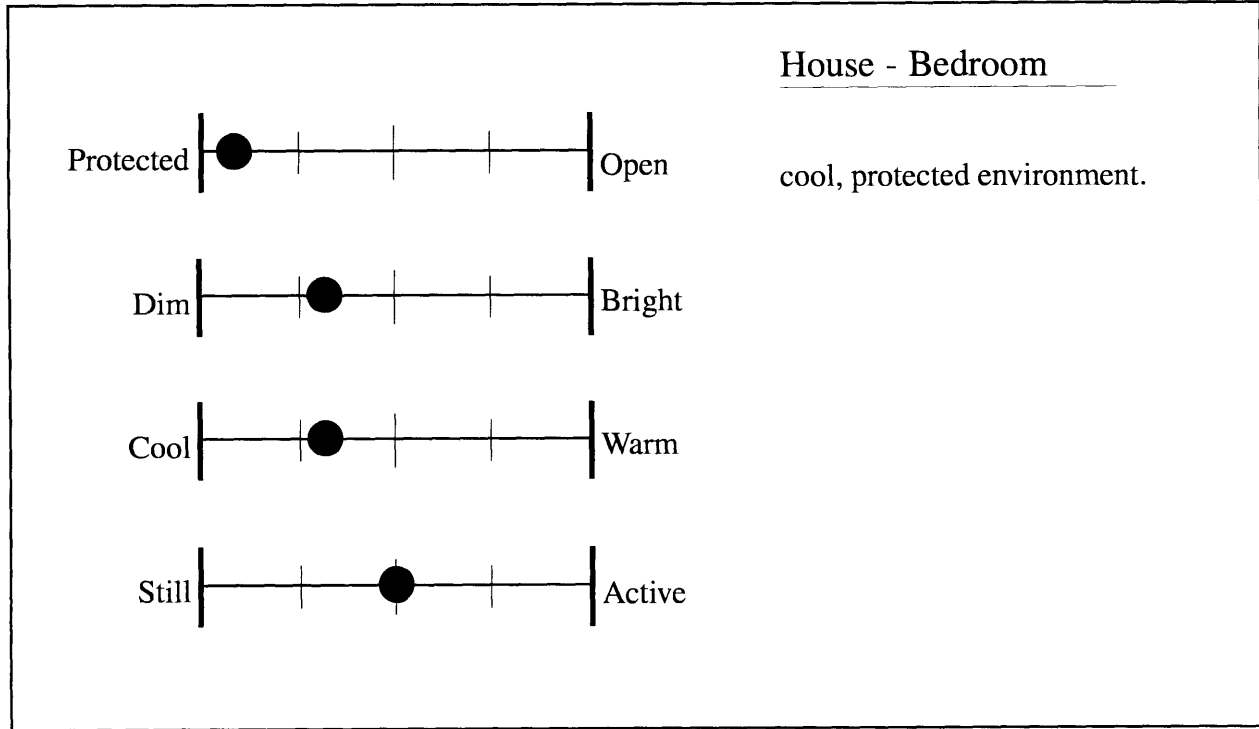 House - Bedroom
Protected
Open
cool, protected environment.
Dim
Bright
Cool
Warm
Still
Active